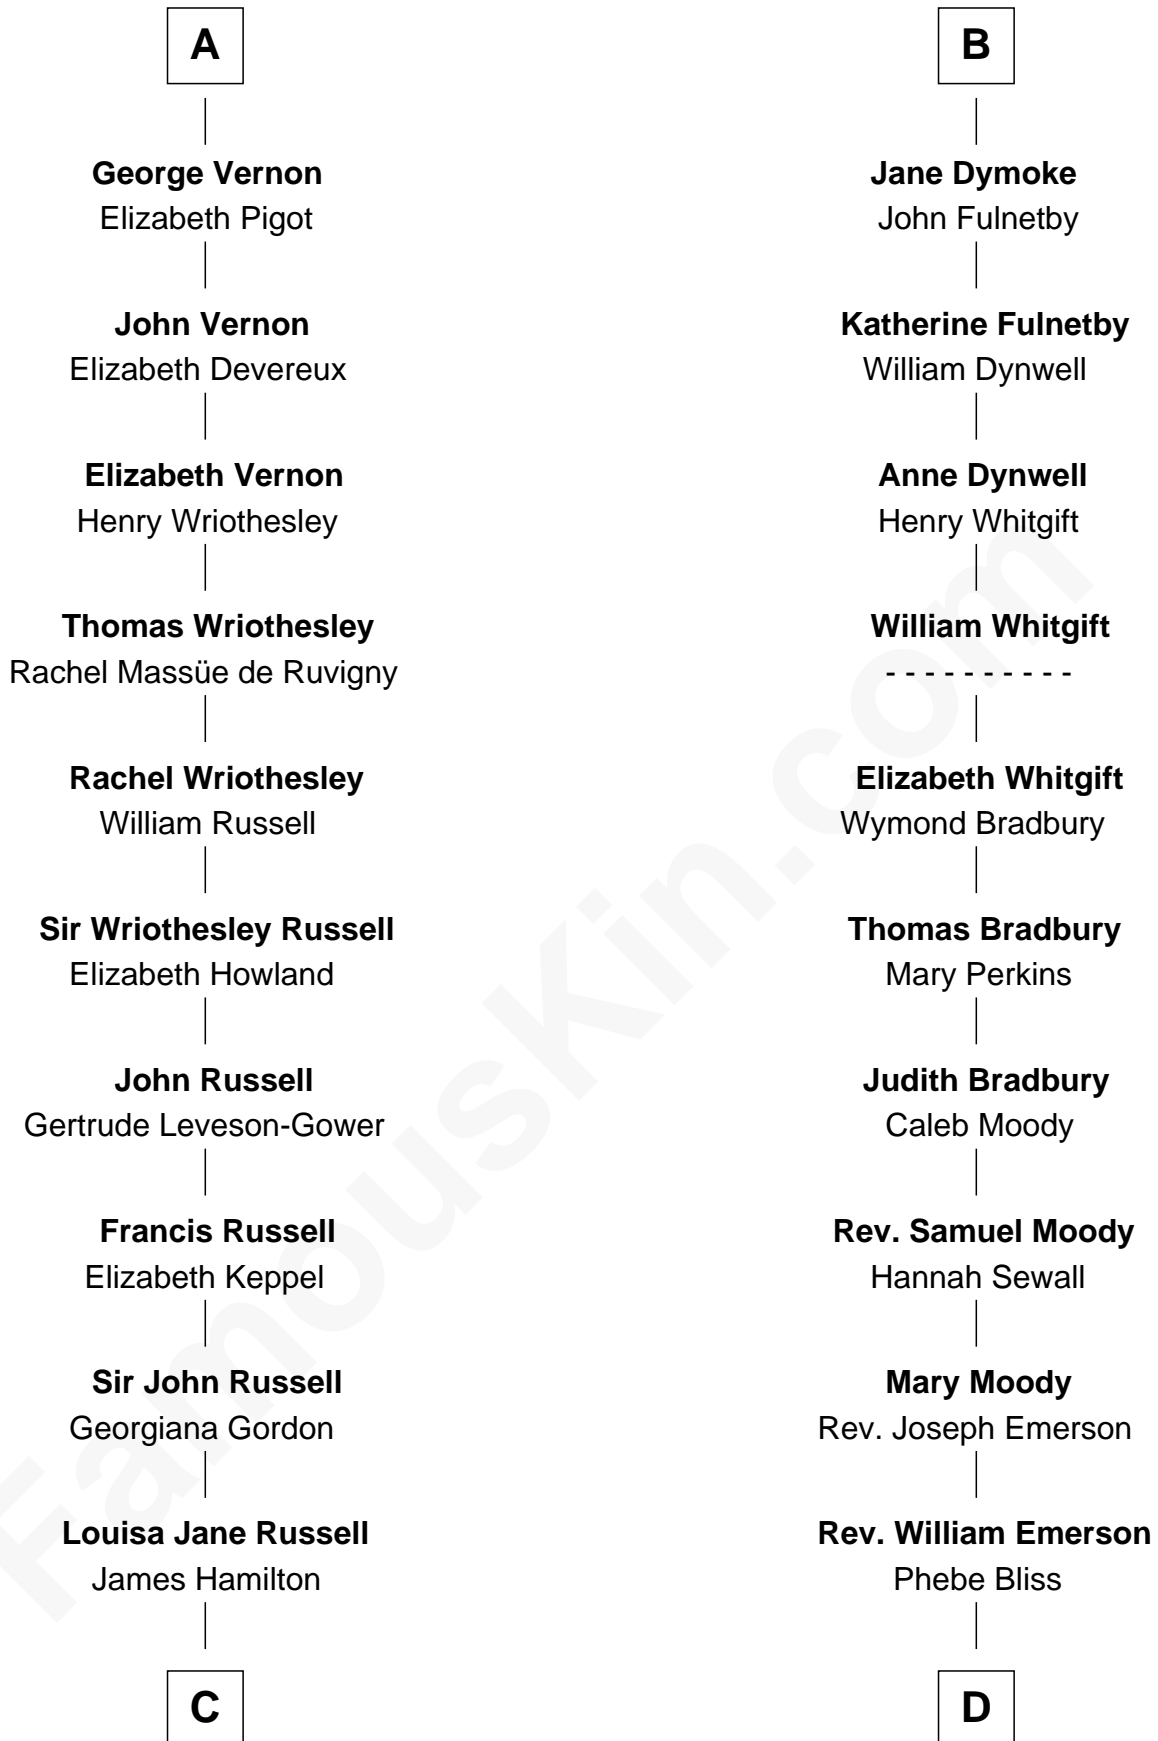 A
George Vernon
Elizabeth Pigot
John Vernon
Elizabeth Devereux
Elizabeth Vernon
Henry Wriothesley
Thomas Wriothesley
Rachel Massüe de Ruvigny
Rachel Wriothesley
William Russell
Sir Wriothesley Russell
Elizabeth Howland
John Russell
Gertrude Leveson-Gower
Francis Russell
Elizabeth Keppel
Sir John Russell
Georgiana Gordon
Louisa Jane Russell
James Hamilton
C
B
Jane Dymoke
John Fulnetby
Katherine Fulnetby
William Dynwell
Anne Dynwell
Henry Whitgift
William Whitgift
- - - - - - - - - -
Elizabeth Whitgift
Wymond Bradbury
Thomas Bradbury
Mary Perkins
Judith Bradbury
Caleb Moody
Rev. Samuel Moody
Hannah Sewall
Mary Moody
Rev. Joseph Emerson
Rev. William Emerson
Phebe Bliss
D
FamousKin.com